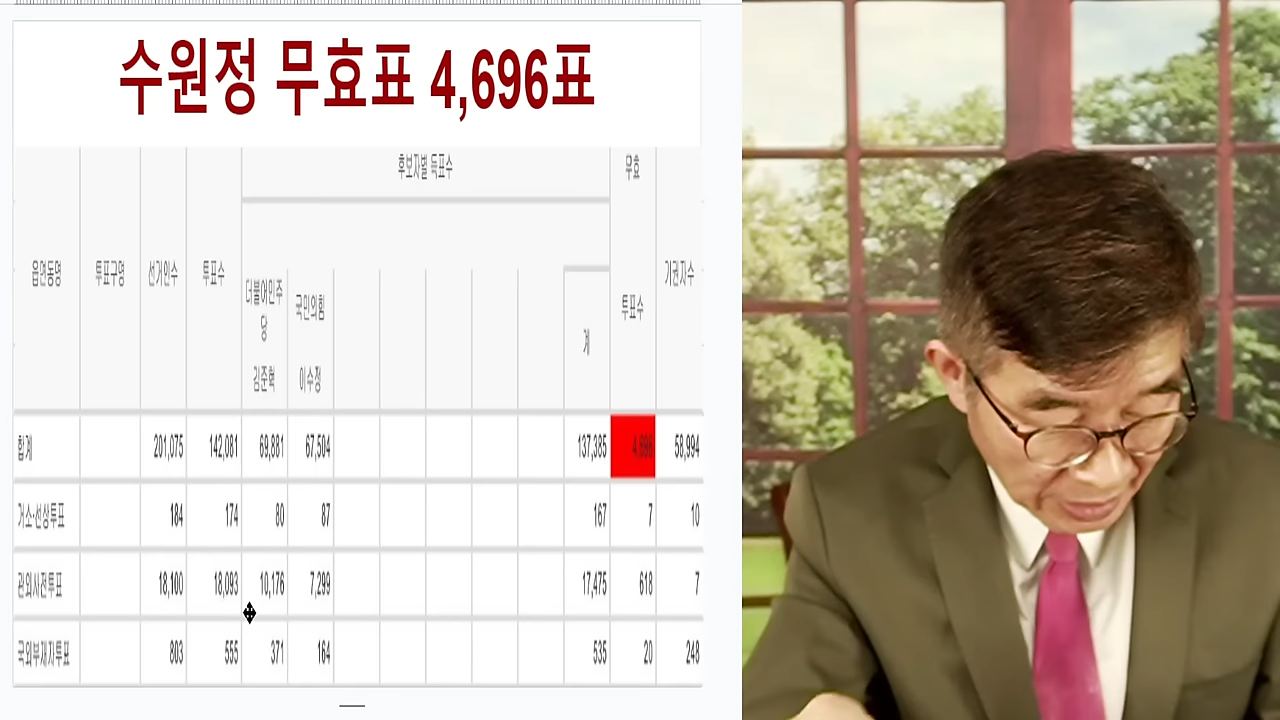 수원정 무효표 4,696표
읍면동명 투표구명 선거인수 투표수 후보자별 득표수 무효 투표수 기권자수
더불어민주당 김준혁 국민의힘 이수정 계
합계 201,075 142,081 69,881 67,504 137,385 4,696 58,994
거소·선상투표 184 174 80 87 167 7 10
관외사전투표 18,100 18,093 10,176 7,299 17,475 618 7
국외부재자투표 803 555 371 164 535 20 248